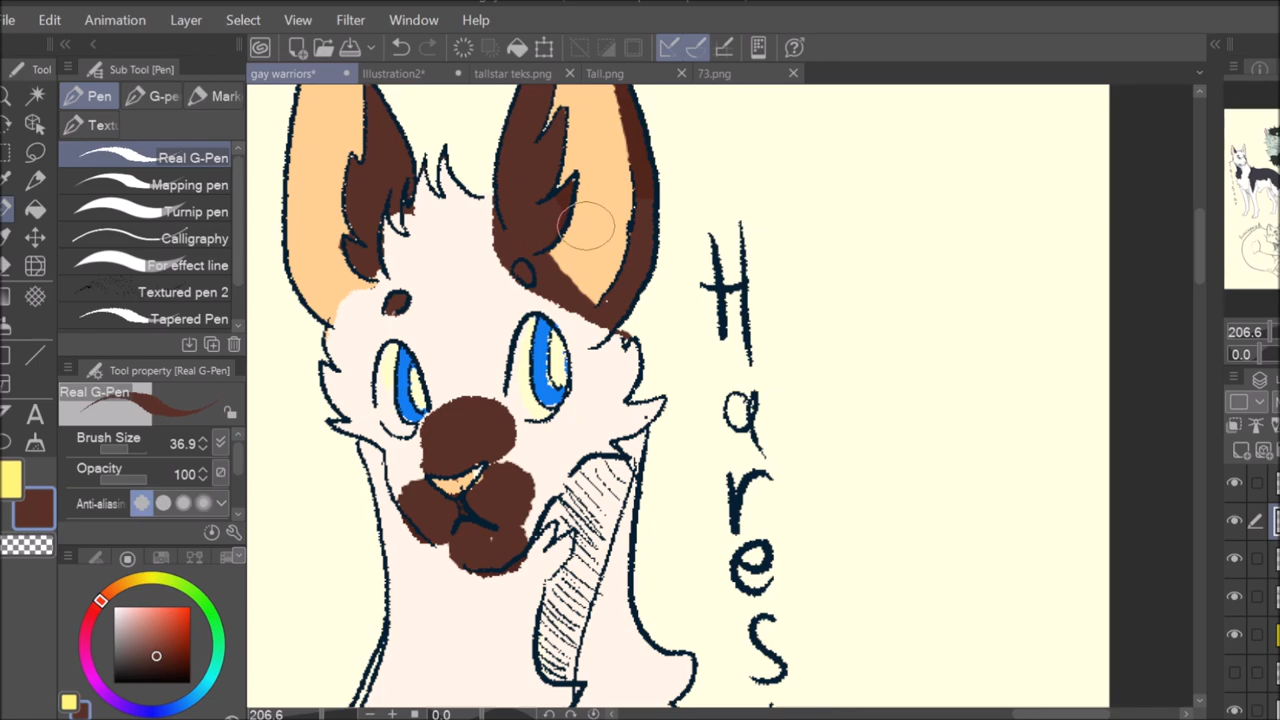 File Edit Animation Layer Select View Filter Window Help
Tool
Sub Tool [Pen]
gay warriors* Illustration2* tallstar teks.png Tall.png 73.png
Pen G-pe Mark
Textu
Real G-Pen
Mapping pen
Turnip pen
Calligraphy
For effect line
Textured pen 2
Tapered Pen
Tool property [Real G-Pen]
Real G-Pen
Brush Size 36.9
Opacity 100
Anti-aliasin
206.6 0.0
206.6
0.0
H
a
r
e
s